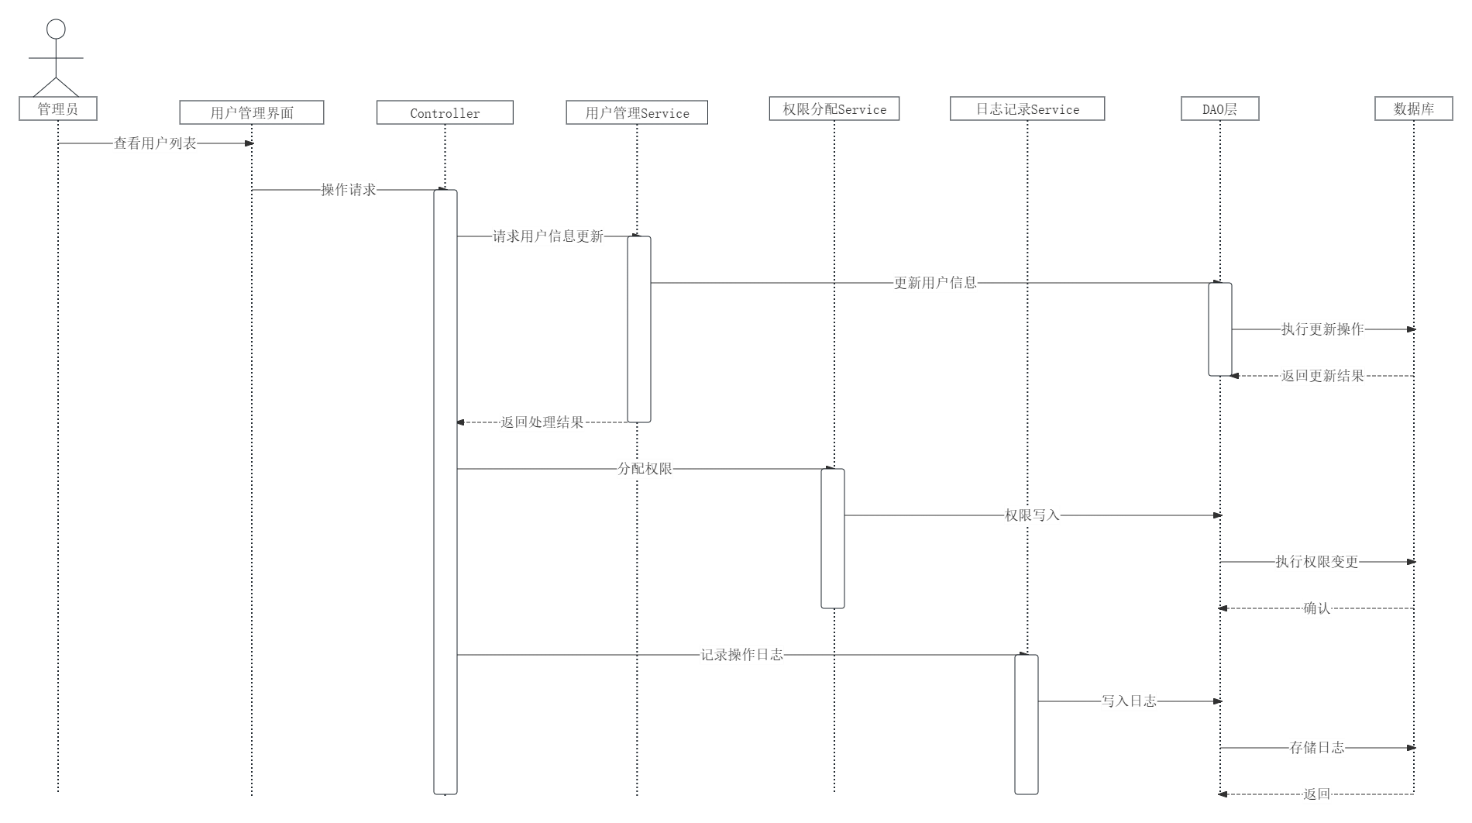 管理员
用户管理界面
Controller
用户管理Service
权限分配Service
日志记录Service
DAO层
数据库
查看用户列表
操作请求
请求用户信息更新
更新用户信息
执行更新操作
返回更新结果
返回处理结果
分配权限
权限写入
执行权限变更
确认
记录操作日志
写入日志
存储日志
返回